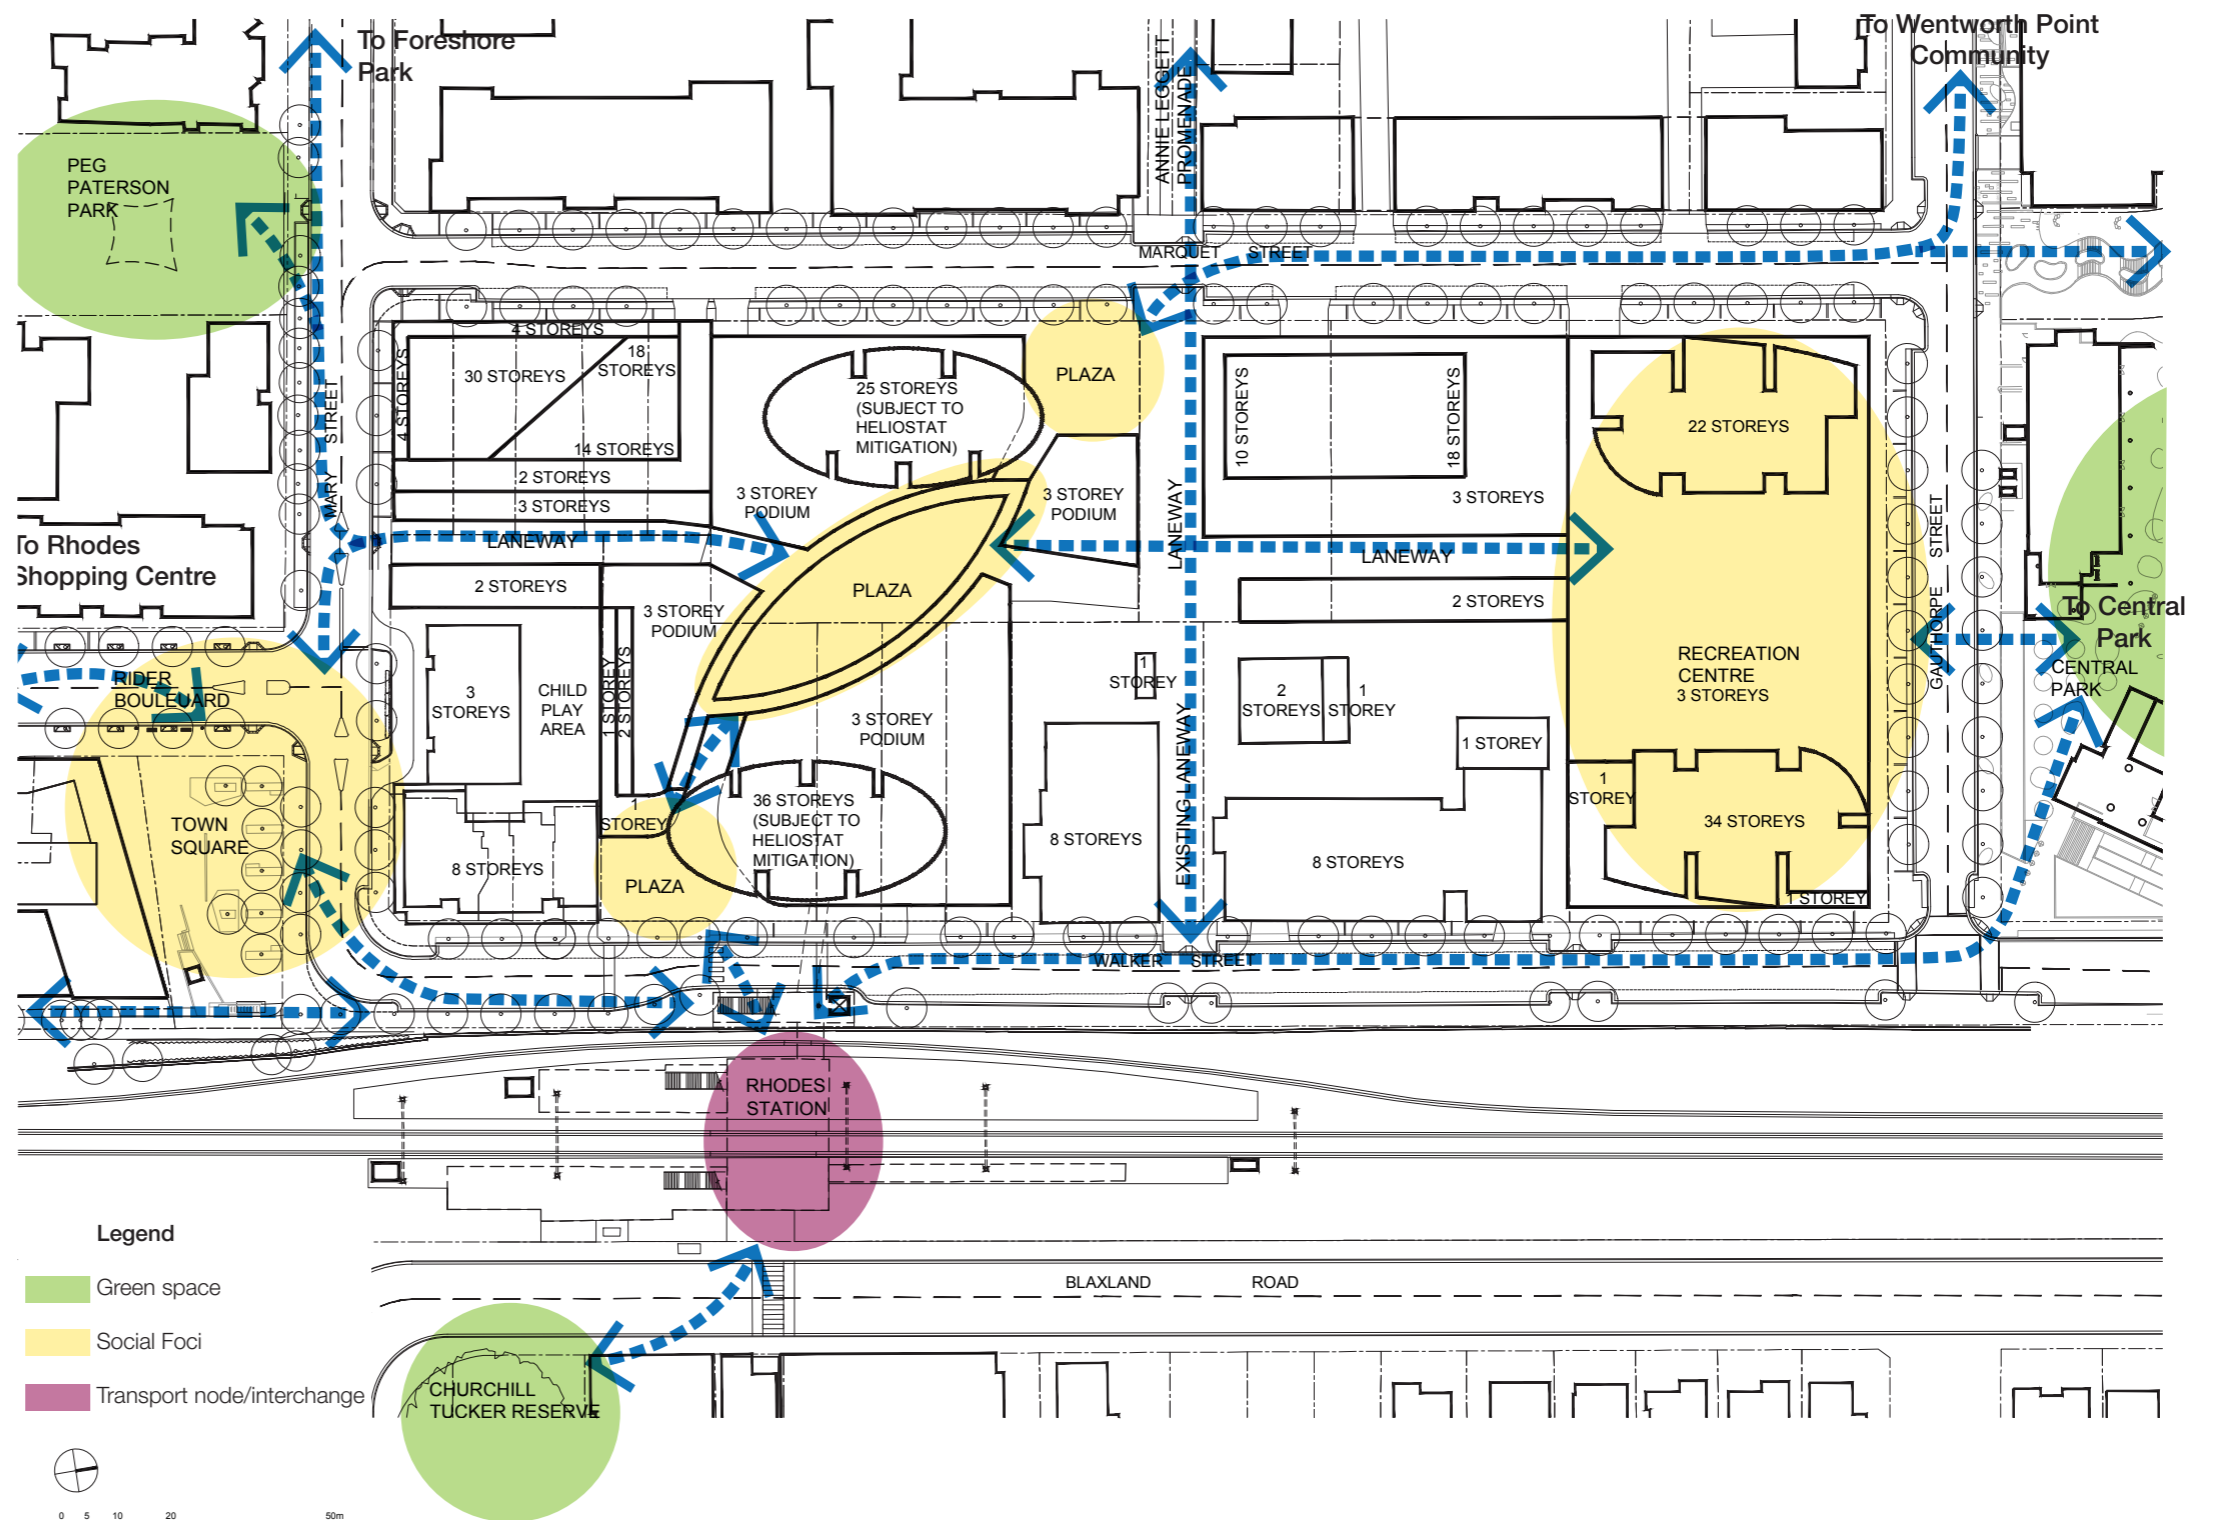 To Foreshore
Park
To Wentworth Point
Community
ANNIE LEGGETT
PROMENADE
PEG
PATERSON
PARK
MARQUET STREET
MARY STREET
4 STOREYS
4 STOREYS
30 STOREYS
18
STOREYS
14 STOREYS
2 STOREYS
3 STOREYS
25 STOREYS
(SUBJECT TO
HELIOSTAT
MITIGATION)
PLAZA
10 STOREYS
18 STOREYS
22 STOREYS
3 STOREY
PODIUM
3 STOREY
PODIUM
3 STOREYS
LANEWAY
LANEWAY
LANEWAY
GAUTHORPE STREET
To Rhodes
Shopping Centre
2 STOREYS
3 STOREY
PODIUM
PLAZA
2 STOREYS
To Central
Park
CENTRAL
PARK
RIDER
BOULEVARD
3
STOREYS
CHILD
PLAY
AREA
1 STOREY
2 STOREYS
3 STOREY
PODIUM
1
STOREY
2
STOREYS
1
STOREY
1 STOREY
RECREATION
CENTRE
3 STOREYS
EXISTING LANEWAY
TOWN
SQUARE
8 STOREYS
1
STOREY
PLAZA
36 STOREYS
(SUBJECT TO
HELIOSTAT
MITIGATION)
8 STOREYS
8 STOREYS
1
STOREY
34 STOREYS
1 STOREY
WALKER STREET
RHODES
STATION
BLAXLAND ROAD
CHURCHILL
TUCKER RESERVE
Legend
Green space
Social Foci
Transport node/interchange
0 5 10 20 50m